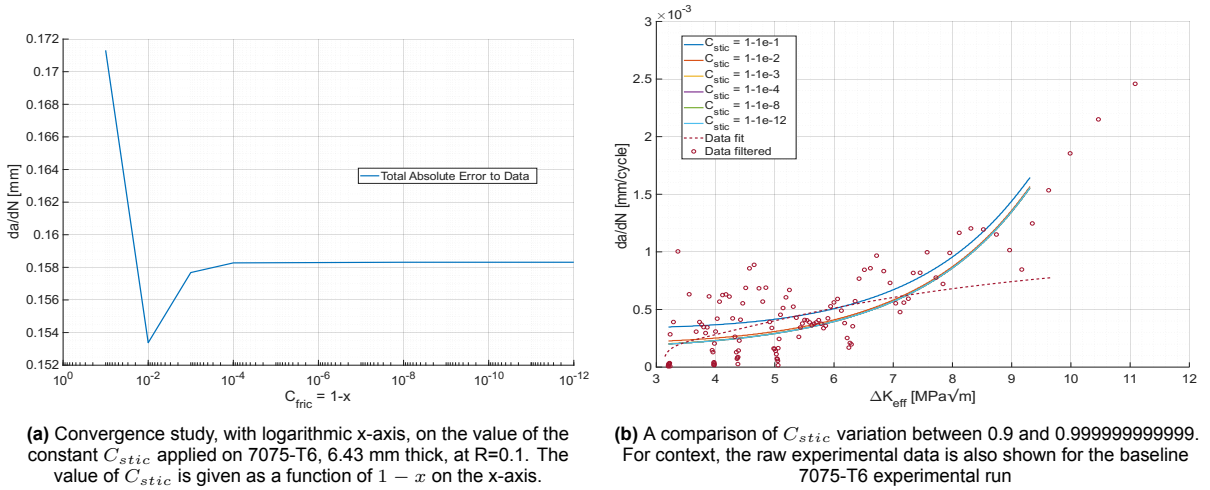 0.172
0.17
0.168
0.166
0.164
0.162
0.16
0.158
0.156
0.154
0.152
da/dN [mm]
10⁰ 10⁻² 10⁻⁴ 10⁻⁶ 10⁻⁸ 10⁻¹⁰ 10⁻¹²
C_fric = 1-x
Total Absolute Error to Data
(a) Convergence study, with logarithmic x-axis, on the value of the
constant C_stic applied on 7075-T6, 6.43 mm thick, at R=0.1. The
value of C_stic is given as a function of 1 − x on the x-axis.
×10⁻³
3
2.5
2
1.5
1
0.5
0
da/dN [mm/cycle]
3 4 5 6 7 8 9 10 11 12
ΔK_eff [MPa√m]
C_stic = 1-1e-1
C_stic = 1-1e-2
C_stic = 1-1e-3
C_stic = 1-1e-4
C_stic = 1-1e-8
C_stic = 1-1e-12
Data fit
Data filtered
(b) A comparison of C_stic variation between 0.9 and 0.999999999999.
For context, the raw experimental data is also shown for the baseline
7075-T6 experimental run